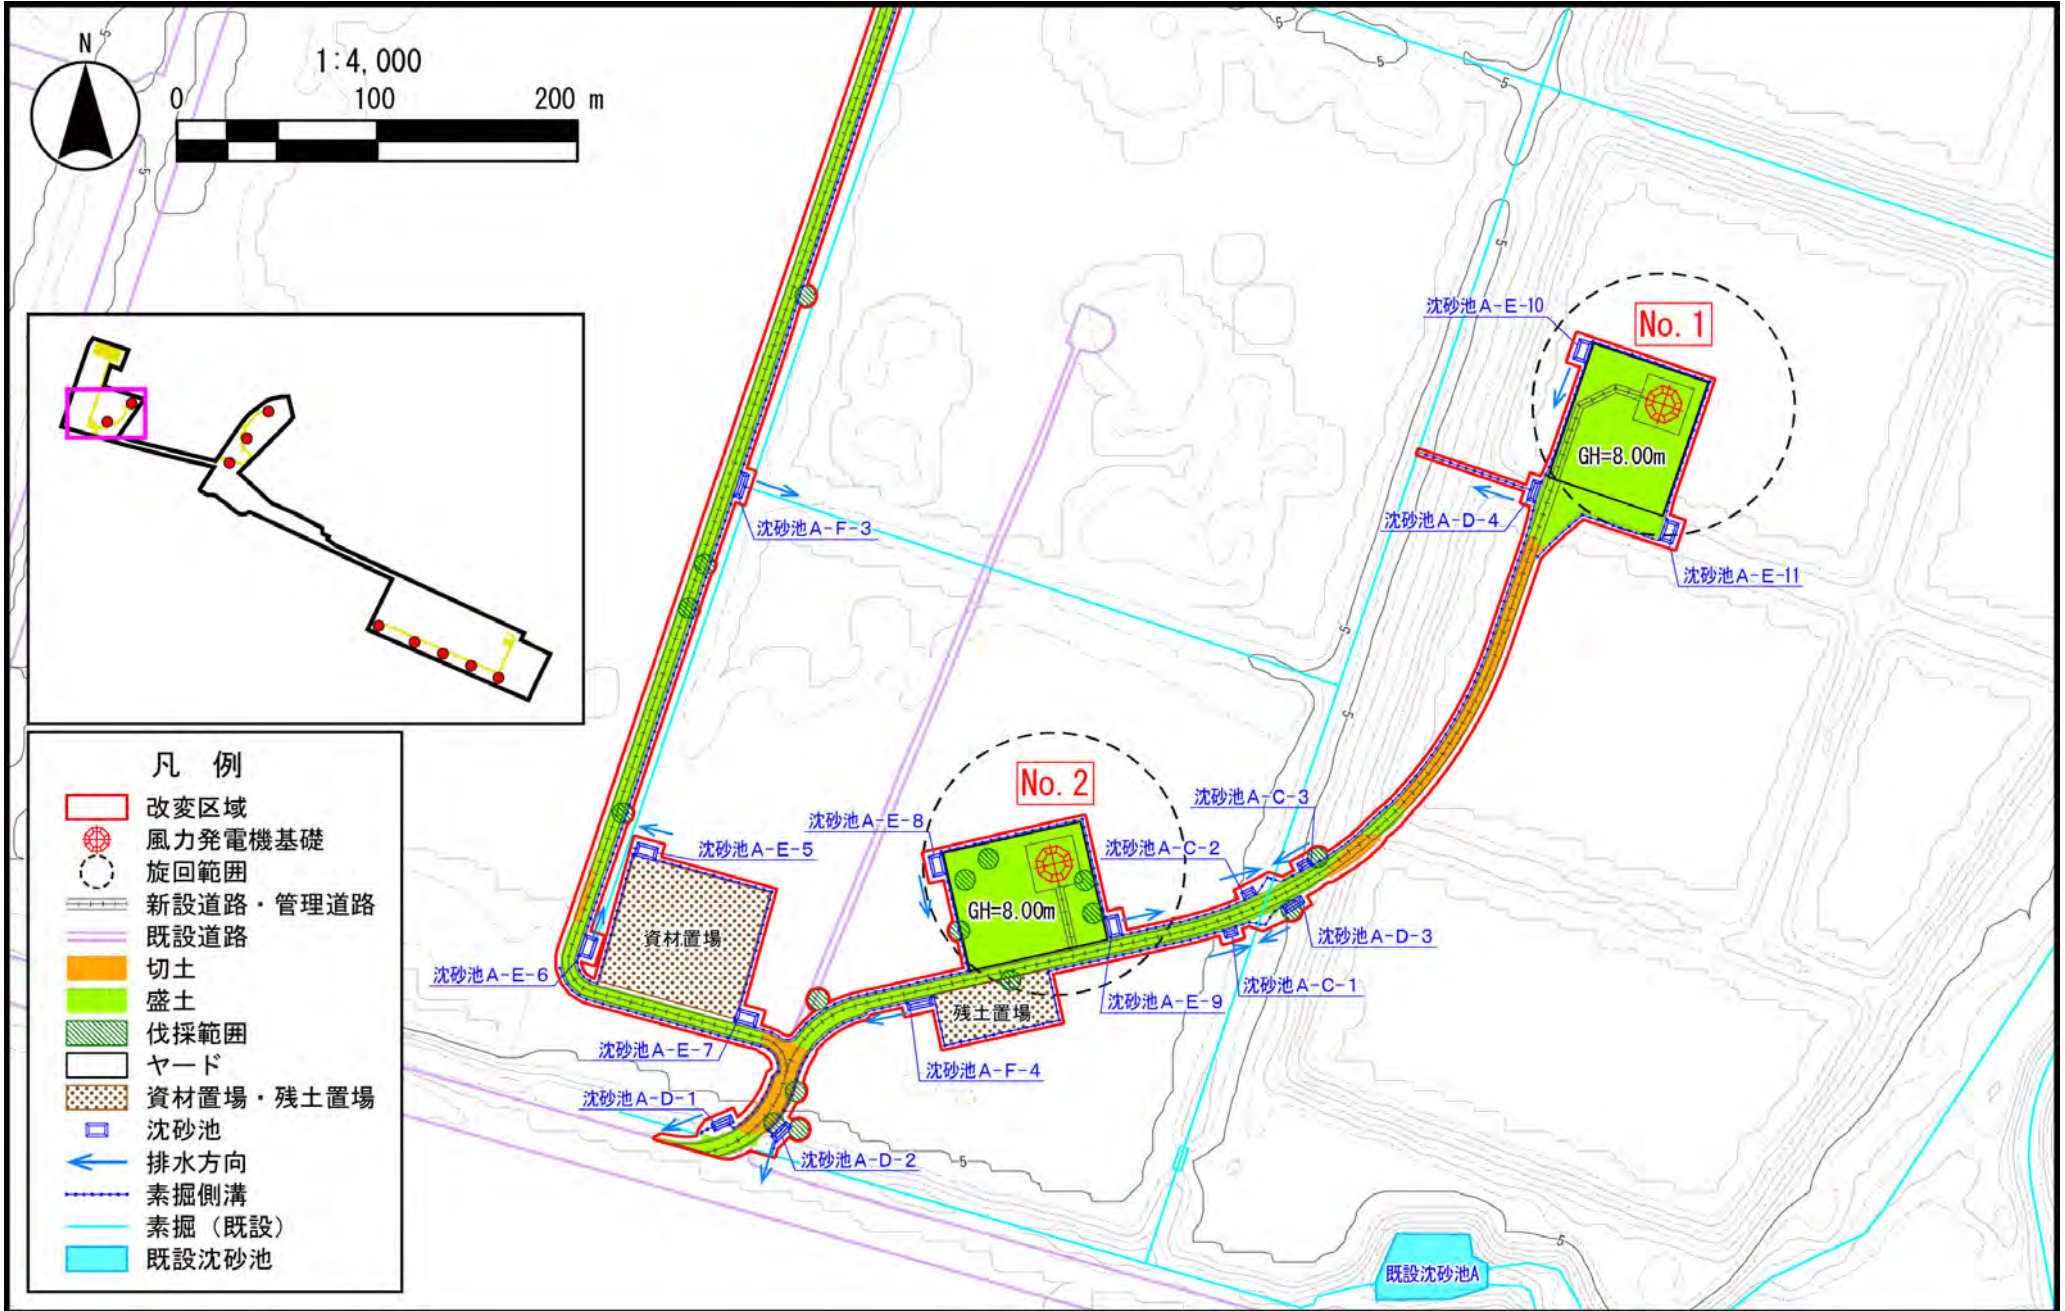 N
1:4,000
0 100 200 m
No. 1
沈砂池A-E-10
GH=8.00m
沈砂池A-D-4
沈砂池A-E-11
沈砂池A-F-3
No. 2
沈砂池A-C-3
沈砂池A-E-8
沈砂池A-E-5
沈砂池A-C-2
GH=8.00m
資材置場
沈砂池A-D-3
沈砂池A-E-6
沈砂池A-C-1
沈砂池A-E-9
残土置場
沈砂池A-E-7
沈砂池A-F-4
沈砂池A-D-1
沈砂池A-D-2
既設沈砂池A
5
5
5
5
5
5
5
5
5
5
凡 例
改変区域
風力発電機基礎
旋回範囲
新設道路・管理道路
既設道路
切土
盛土
伐採範囲
ヤード
資材置場・残土置場
沈砂池
排水方向
素掘側溝
素掘（既設）
既設沈砂池